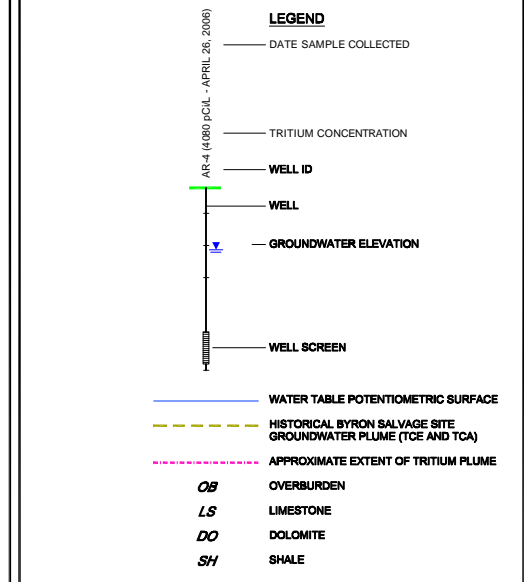 LEGEND
AR-4 (4080 pCi/L - APRIL 26, 2006)
DATE SAMPLE COLLECTED
TRITIUM CONCENTRATION
WELL ID
WELL
GROUNDWATER ELEVATION
WELL SCREEN
WATER TABLE POTENTIOMETRIC SURFACE
HISTORICAL BYRON SALVAGE SITE
GROUNDWATER PLUME (TCE AND TCA)
APPROXIMATE EXTENT OF TRITIUM PLUME
OB OVERBURDEN
LS LIMESTONE
DO DOLOMITE
SH SHALE